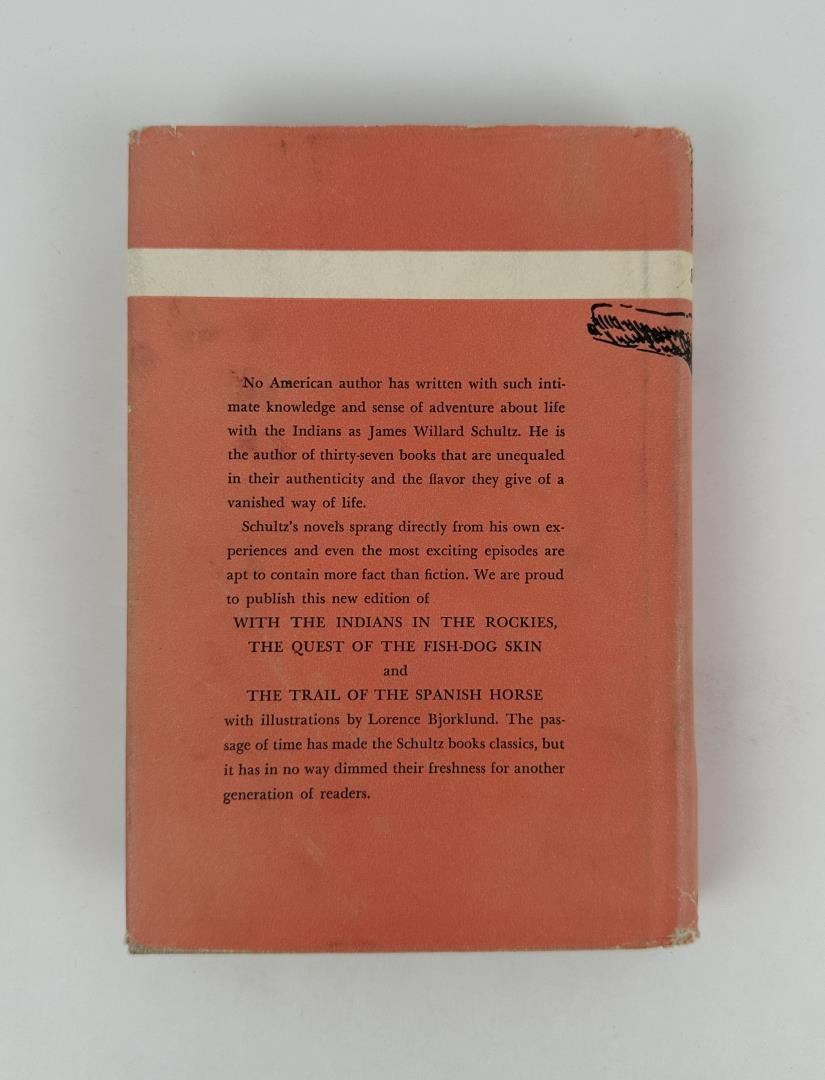 No American author has written with such inti-
mate knowledge and sense of adventure about life
with the Indians as James Willard Schultz. He is
the author of thirty-seven books that are unequaled
in their authenticity and the flavor they give of a
vanished way of life.
Schultz's novels sprang directly from his own ex-
periences and even the most exciting episodes are
apt to contain more fact than fiction. We are proud
to publish this new edition of
WITH THE INDIANS IN THE ROCKIES,
THE QUEST OF THE FISH-DOG SKIN
and
THE TRAIL OF THE SPANISH HORSE
with illustrations by Lorence Bjorklund. The pas-
sage of time has made the Schultz books classics, but
it has in no way dimmed their freshness for another
generation of readers.